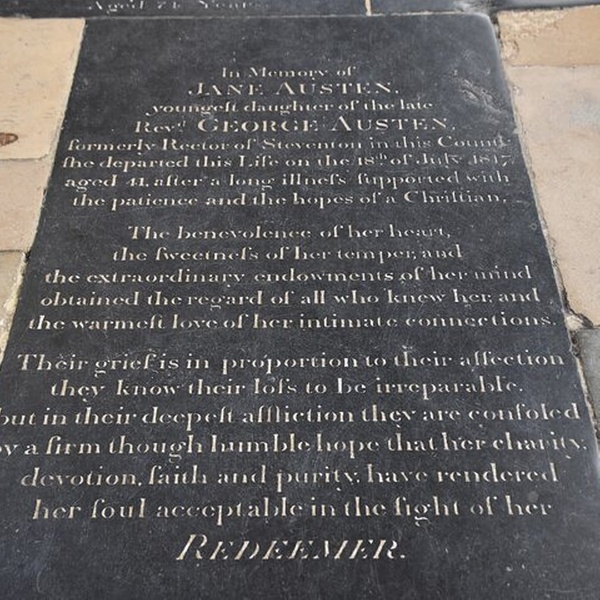 Aged 74 Years
In Memory of
JANE AUSTEN,
youngeſt daughter of the late
Revd GEORGE AUSTEN,
formerly Rector of Steventon in this County
ſhe departed this Life on the 18th of July 1817,
aged 41, after a long illneſs ſupported with
the patience and the hopes of a Chriſtian.
The benevolence of her heart,
the ſweetneſs of her temper, and
the extraordinary endowments of her mind
obtained the regard of all who knew her, and
the warmeſt love of her intimate connections.
Their grief is in proportion to their affection
they know their loſs to be irreparable,
but in their deepeſt affliction they are conſoled
by a firm though humble hope that her charity,
devotion, faith and purity, have rendered
her ſoul acceptable in the ſight of her
REDEEMER.